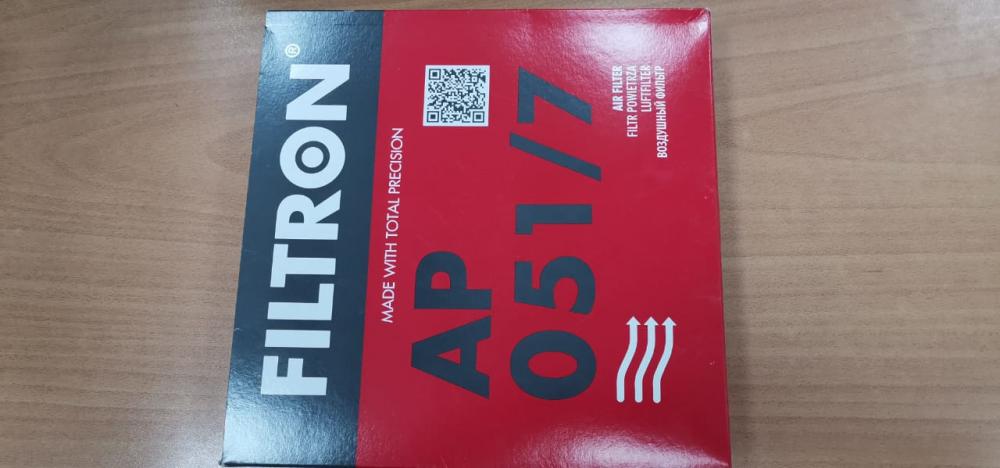 FILTRON®
MADE WITH TOTAL PRECISION
AP
051/7
AIR FILTER
FILTR POWIETRZA
LUFTFILTER
ВОЗДУШНЫЙ ФИЛЬТР